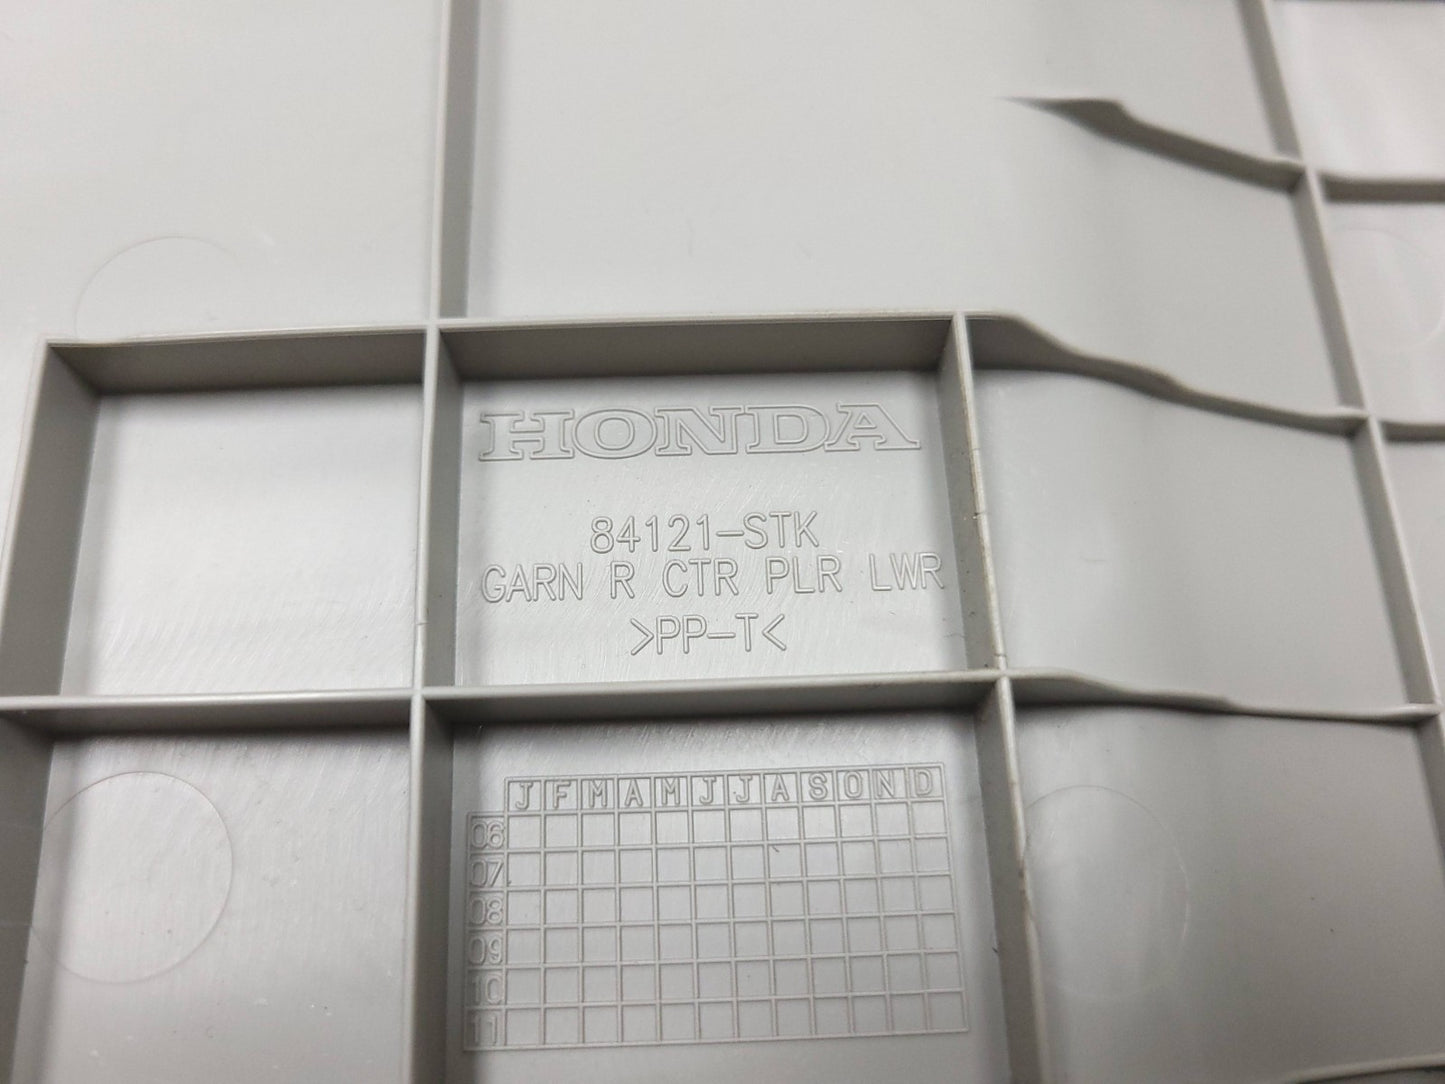 HONDA
84121-STK
GARN R CTR PLR LWR
>PP-T<
J F M A M J J A S O N D
06
07
08
09
10
11